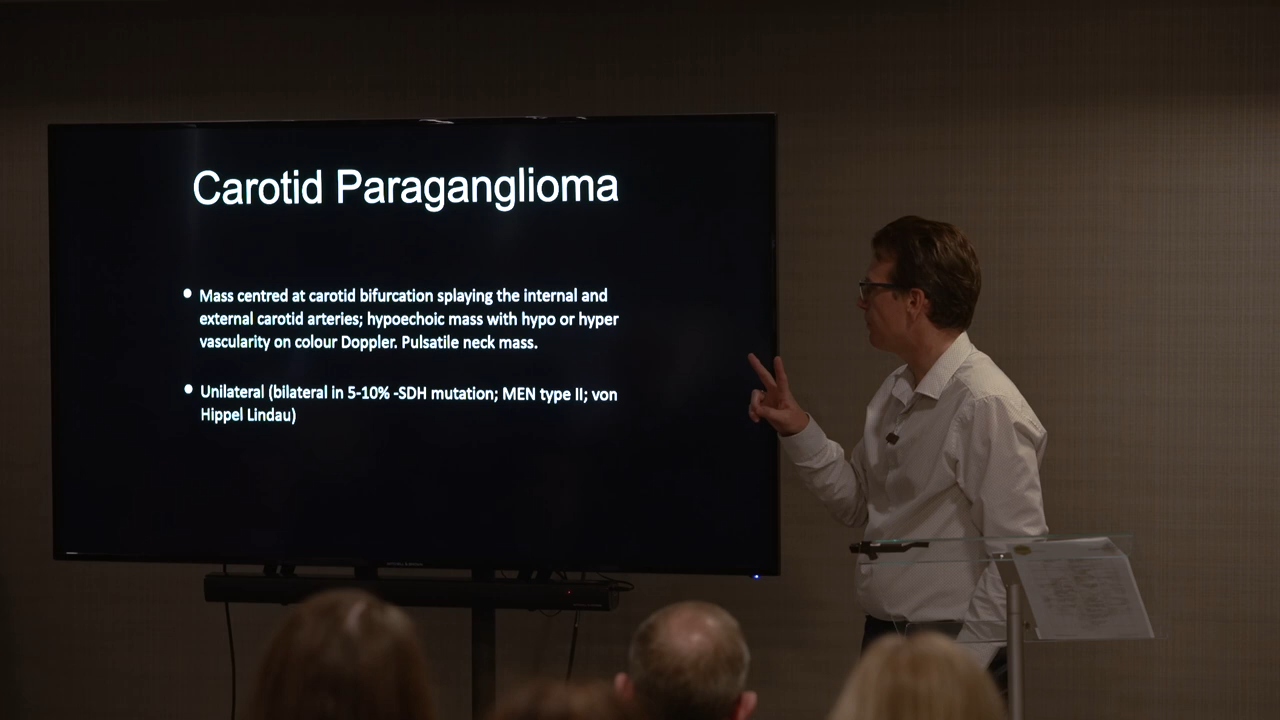 Carotid Paraganglioma
• Mass centred at carotid bifurcation splaying the internal and
external carotid arteries; hypoechoic mass with hypo or hyper
vascularity on colour Doppler. Pulsatile neck mass.
• Unilateral (bilateral in 5-10% -SDH mutation; MEN type II; von
Hippel Lindau)